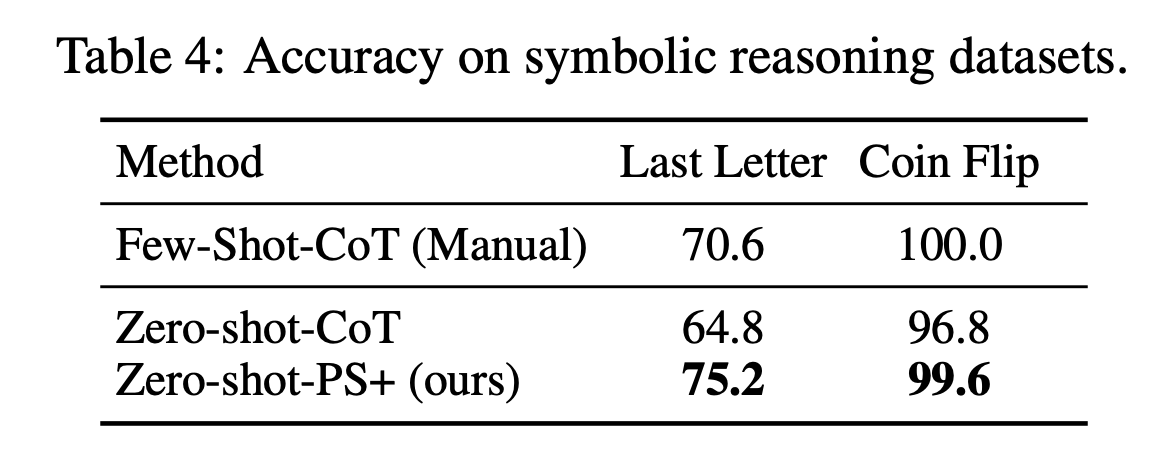 Table 4: Accuracy on symbolic reasoning datasets.
Method Last Letter Coin Flip
Few-Shot-CoT (Manual) 70.6 100.0
Zero-shot-CoT 64.8 96.8
Zero-shot-PS+ (ours) 75.2 99.6